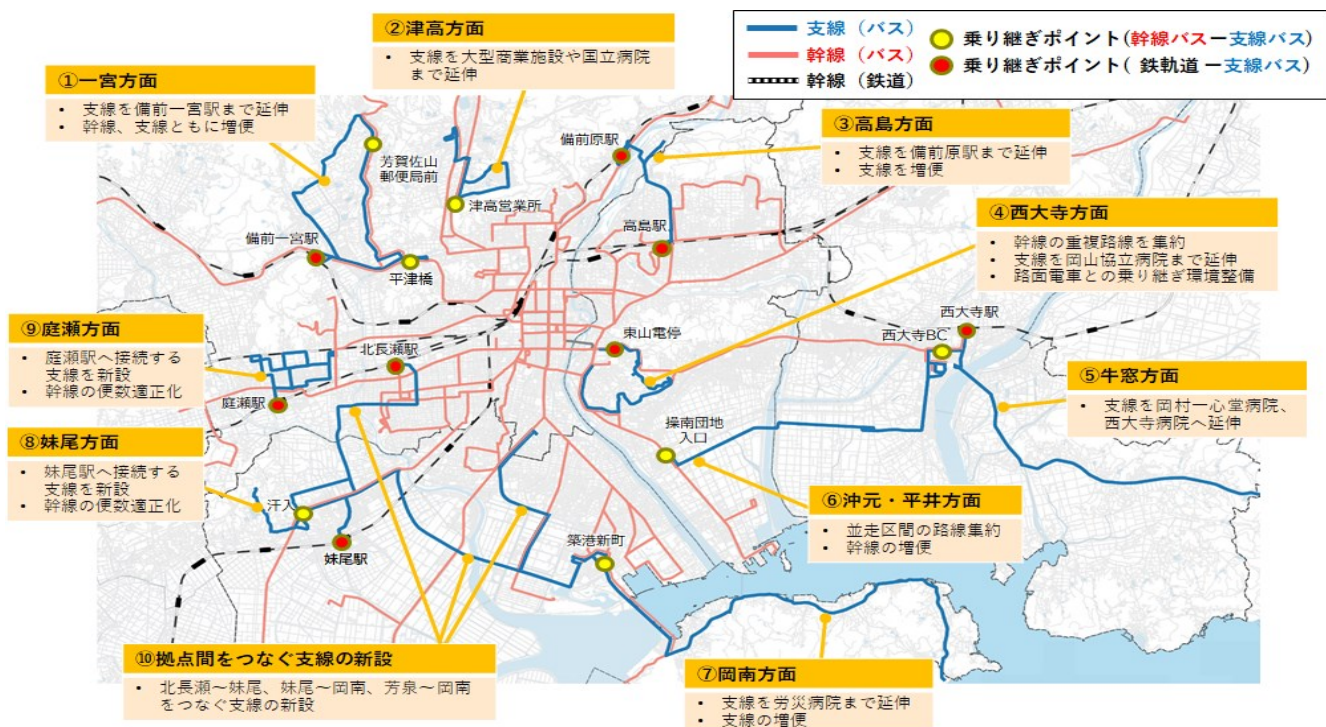 ②津高方面
• 支線を大型商業施設や国立病院
まで延伸
支線（バス）
幹線（バス）
幹線（鉄道）
乗り継ぎポイント(幹線バスー支線バス)
乗り継ぎポイント( 鉄軌道ー支線バス)
①一宮方面
• 支線を備前一宮駅まで延伸
• 幹線、支線ともに増便
③高島方面
• 支線を備前原駅まで延伸
• 支線を増便
備前原駅
芳賀佐山
郵便局前
津高営業所
高島駅
備前一宮駅
平津橋
④西大寺方面
• 幹線の重複路線を集約
• 支線を岡山協立病院まで延伸
• 路面電車との乗り継ぎ環境整備
⑨庭瀬方面
• 庭瀬駅へ接続する
支線を新設
• 幹線の便数適正化
北長瀬駅
東山電停
西大寺駅
西大寺BC
庭瀬駅
⑤牛窓方面
• 支線を岡村一心堂病院、
西大寺病院へ延伸
操南団地
入口
⑧妹尾方面
• 妹尾駅へ接続する
支線を新設
• 幹線の便数適正化
汗入
妹尾駅
築港新町
⑥沖元・平井方面
• 並走区間の路線集約
• 幹線の増便
⑩拠点間をつなぐ支線の新設
• 北長瀬～妹尾、妹尾～岡南、芳泉～岡南
をつなぐ支線の新設
⑦岡南方面
• 支線を労災病院まで延伸
• 支線の増便